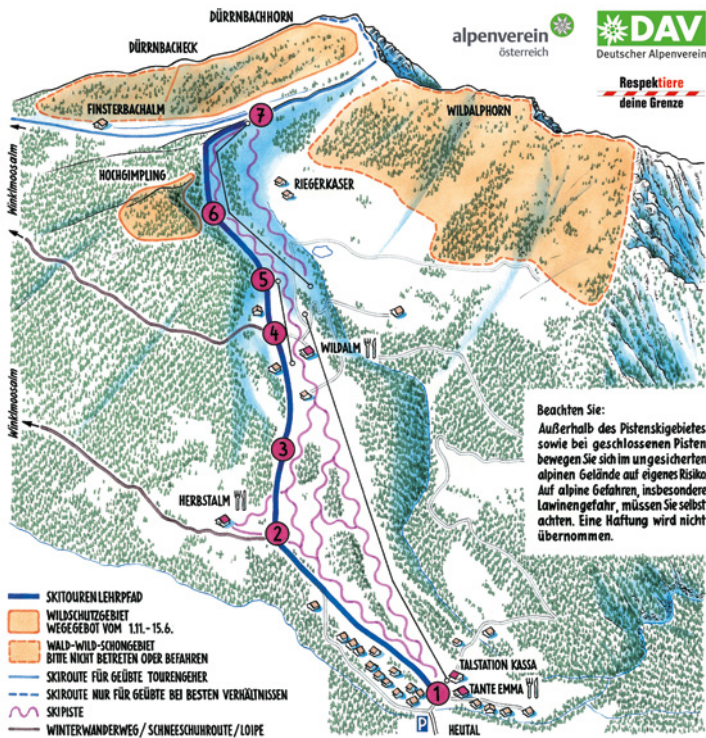 DÜRRNBACHHORN
DÜRRNBACHECK
alpenverein
österreich
DAV
Deutscher Alpenverein
Respektiere
deine Grenze
FINSTERBACHALM
7
WILDALPHORN
Winklmoosalm
HOCHGIMPLING
RIEGERKASER
6
5
4
WILDALM
Winklmoosalm
3
HERBSTALM
2
Beachten Sie:
Außerhalb des Pistenskigebietes
sowie bei geschlossenen Pisten
bewegen Sie sich im ungesicherten
alpinen Gelände auf eigenes Risiko
Auf alpine Gefahren, insbesondere
Lawinengefahr, müssen Sie selbst
achten. Eine Haftung wird nicht
übernommen.
SKITOUREN LEHRPFAD
WILDSCHUTZGEBIET
WEGEGEBOT VOM 1.11.-15.6.
WALD-WILD-SCHONGEBIET
BITTE NICHT BETRETEN ODER BEFAHREN
SKIROUTE FÜR GEÜBTE TOURENGEHER
SKIROUTE NUR FÜR GEÜBTE BEI BESTEN VERHÄLTNISSEN
SKIPISTE
WINTERWANDERWEG/SCHNEESCHUHROUTE/LOIPE
TALSTATION KASSA
1
TANTE EMMA
P
HEUTAL